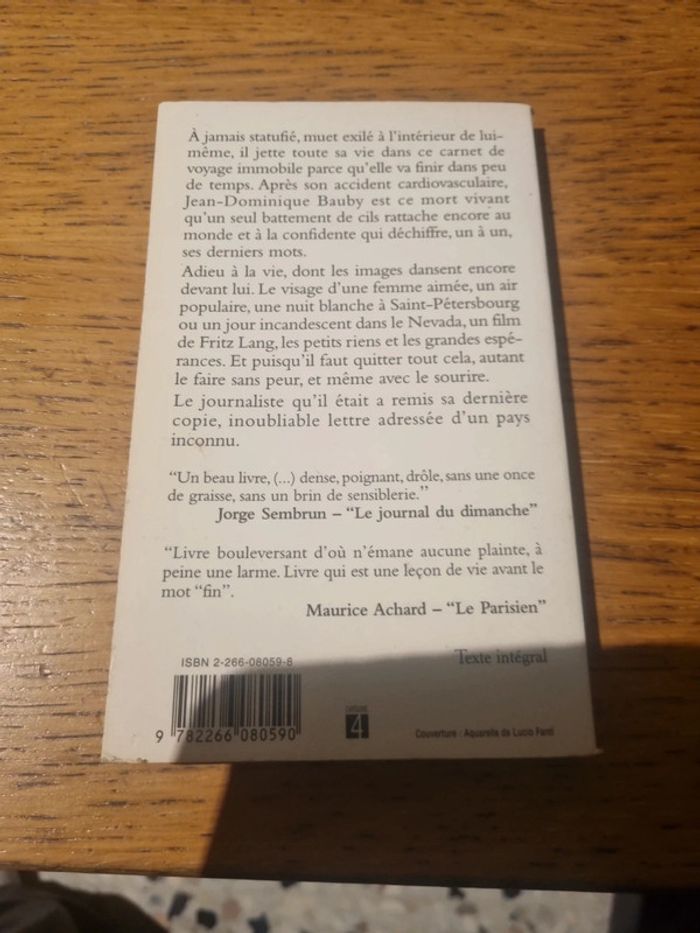 À jamais statufié, muet exilé à l'intérieur de lui-
même, il jette toute sa vie dans ce carnet de
voyage immobile parce qu'elle va finir dans peu
de temps. Après son accident cardiovasculaire,
Jean-Dominique Bauby est ce mort vivant
qu'un seul battement de cils rattache encore au
monde et à la confidente qui déchiffre, un à un,
ses derniers mots.
Adieu à la vie, dont les images dansent encore
devant lui. Le visage d'une femme aimée, un air
populaire, une nuit blanche à Saint-Pétersbourg
ou un jour incandescent dans le Nevada, un film
de Fritz Lang, les petits riens et les grandes espé-
rances. Et puisqu'il faut quitter tout cela, autant
le faire sans peur, et même avec le sourire.
Le journaliste qu'il était a remis sa dernière
copie, inoubliable lettre adressée d'un pays
inconnu.
“Un beau livre, (...) dense, poignant, drôle, sans une once
de graisse, sans un brin de sensiblerie.”
Jorge Sembrun – “Le journal du dimanche”
“Livre bouleversant d'où n'émane aucune plainte, à
peine une larme. Livre qui est une leçon de vie avant le
mot “fin”.
Maurice Achard – “Le Parisien”
Texte intégral
ISBN 2-266-08059-8
9 782266 080590
4
Couverture : Aquarelle de Lucio Fanti